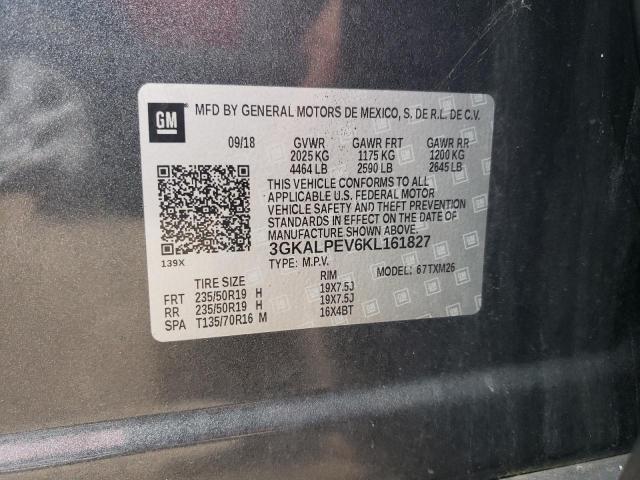 GM MFD BY GENERAL MOTORS DE MEXICO, S. DE R.L. DE C.V.
09/18 GVWR GAWR FRT GAWR RR
2025 KG 1175 KG 1200 KG
4464 LB 2590 LB 2645 LB
THIS VEHICLE CONFORMS TO ALL
APPLICABLE U.S. FEDERAL MOTOR
VEHICLE SAFETY AND THEFT PREVENTION
STANDARDS IN EFFECT ON THE DATE OF
MANUFACTURE SHOWN ABOVE.
3GKALPEV6KL161827
139X TYPE: M.P.V. MODEL: 67TXM26
TIRE SIZE RIM
FRT 235/50R19 H 19X7.5J
RR 235/50R19 H 19X7.5J
SPA T135/70R16 M 16X4BT